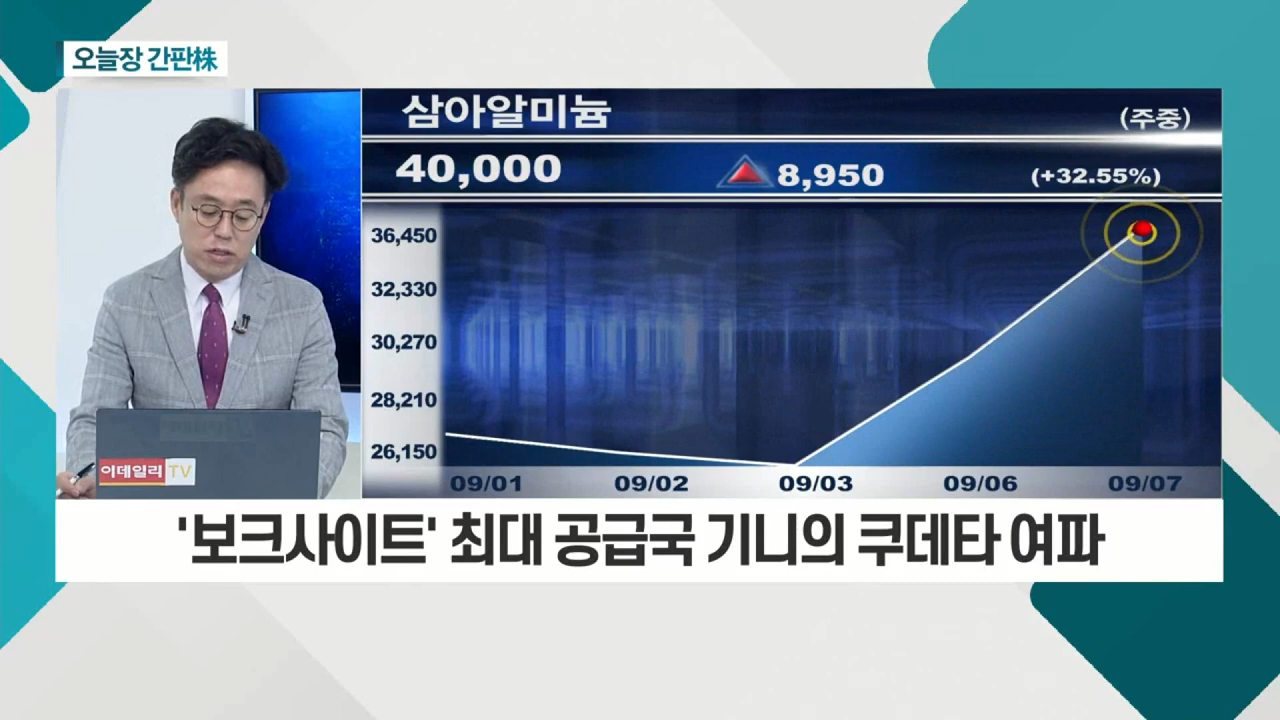 오늘장 간판株
삼아알미늄
(주중)
40,000 8,950 (+32.55%)
36,450
32,330
30,270
28,210
26,150
09/01 09/02 09/03 09/06 09/07
이데일리TV
'보크사이트' 최대 공급국 기니의 쿠데타 여파